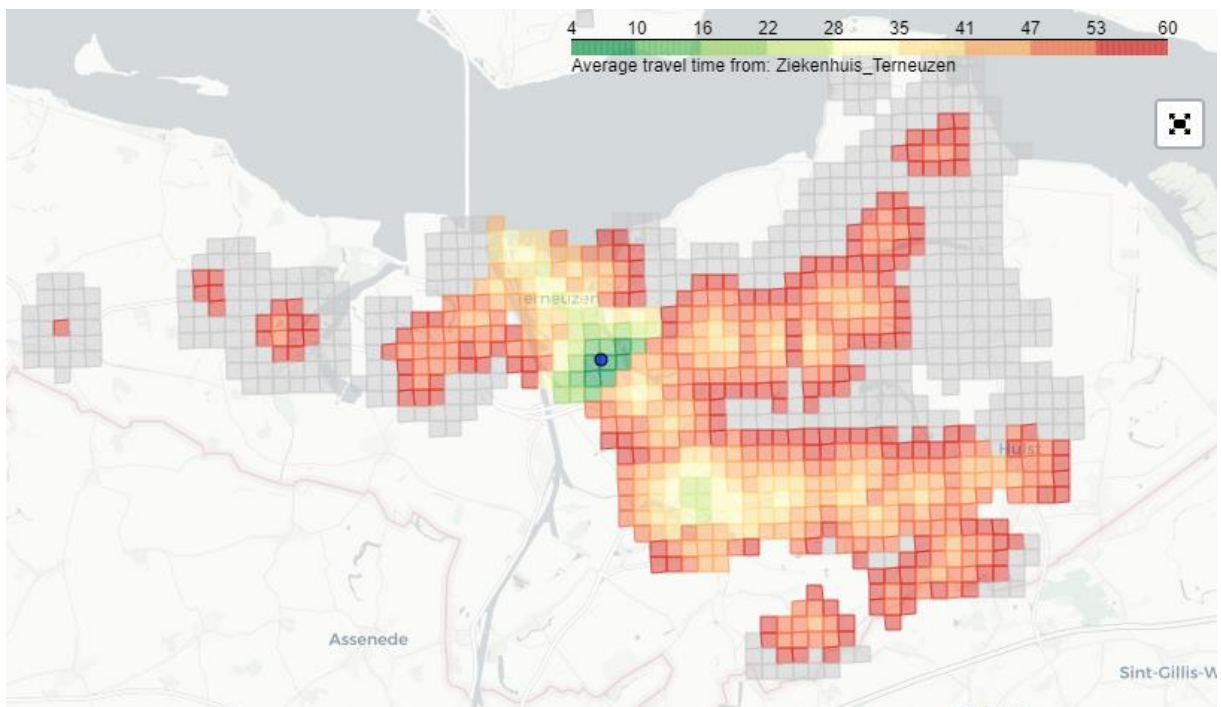 4 10 16 22 28 35 41 47 53 60
Average travel time from: Ziekenhuis_Terneuzen
Terneuzen
Hulst
Assenede
Sint-Gillis-W